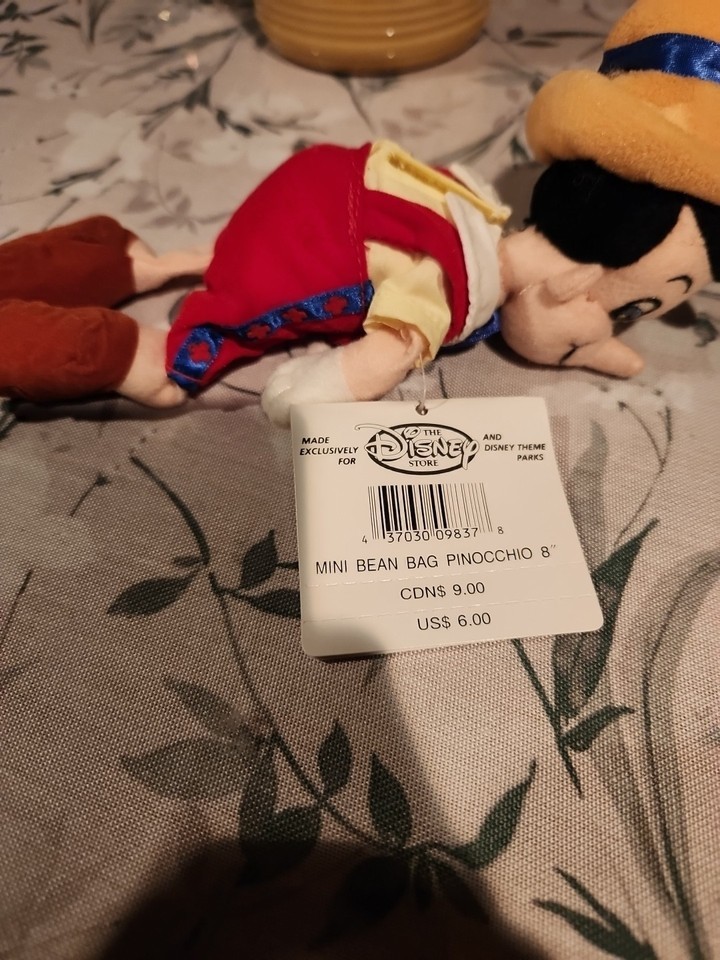 MADE EXCLUSIVELY FOR
THE Disney STORE
AND DISNEY THEME PARKS
4 37030 09837 8
MINI BEAN BAG PINOCCHIO 8"
CDN$ 9.00
US$ 6.00